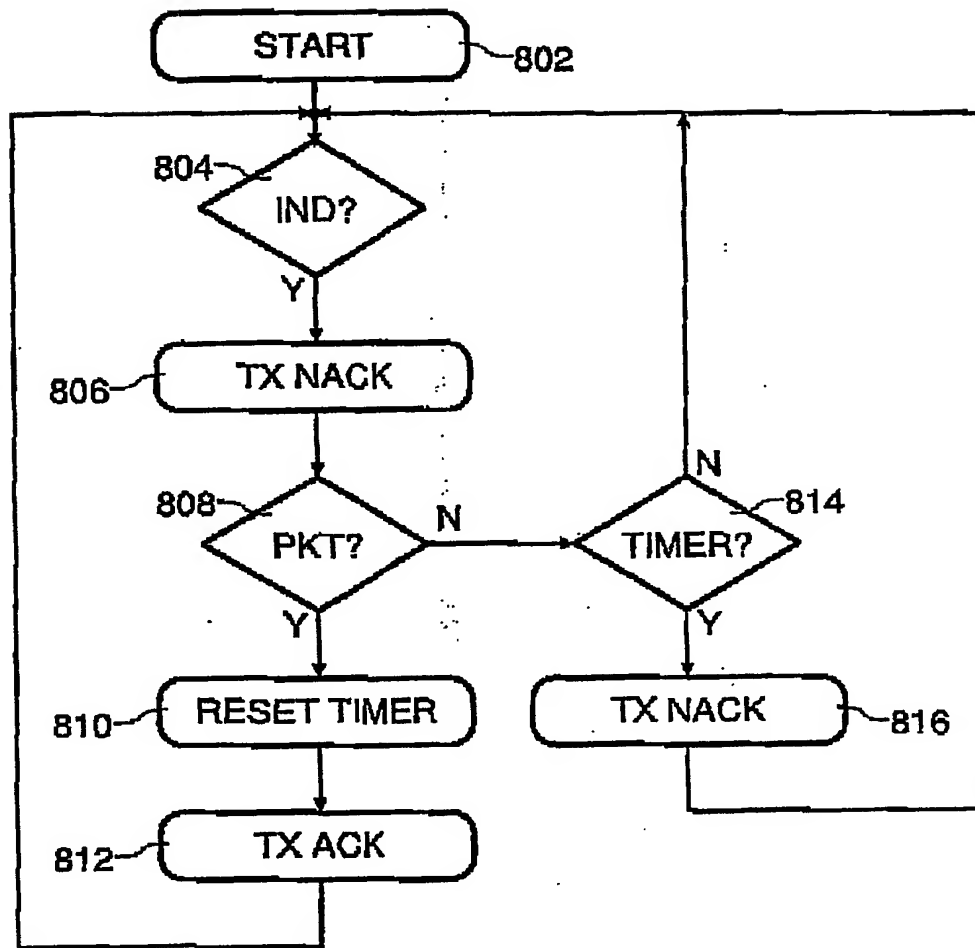 START
802
804
IND?
Y
806
TX NACK
808
PKT?
N
Y
N
814
TIMER?
Y
810
RESET TIMER
TX NACK
816
812
TX ACK